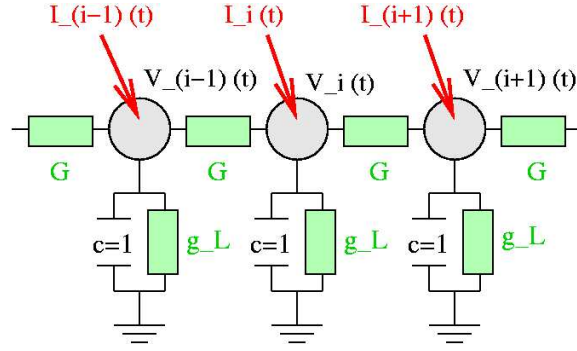 I_(i−1) (t) I_i (t) I_(i+1) (t)
V_(i−1) (t) V_i (t) V_(i+1) (t)
G G G G
c=1 g_L c=1 g_L c=1 g_L